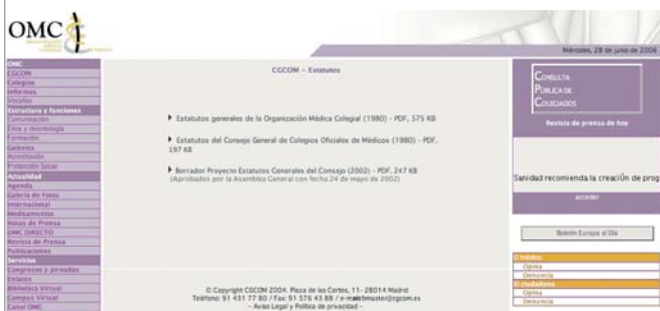 OMC
Miércoles, 28 de junio de 2006
OMC
CGCOM
Colegios
Informes
Vocalías
Estructura y funciones
Comunicación
Ética y deontología
Formación
Galenita
Acreditación
Protección Social
Actualidad
Agenda
Galería de Fotos
Internacional
Medicamentos
Notas de Prensa
OMC DIRECTO
Revista de Prensa
Publicaciones
Servicios
Congresos y jornadas
Enlaces
Biblioteca Virtual
Campus Virtual
Canal OMC
CGCOM - Estatutos
Estatutos generales de la Organización Médica Colegial (1980) - PDF, 575 KB
Estatutos del Consejo General de Colegios Oficiales de Médicos (1980) - PDF,
197 KB
Borrador Proyecto Estatutos Generales del Consejo (2002) - PDF, 247 KB
(Aprobados por la Asamblea General con fecha 24 de mayo de 2002)
© Copyright CGCOM 2004. Plaza de las Cortes, 11- 28014 Madrid
Teléfono: 91 431 77 80 / Fax: 91 576 43 88 / e-mail:
- Aviso Legal y Política de privacidad -
CONSULTA
PÚBLICA DE
COLEGIADOS
Revista de prensa de hoy
Sanidad recomienda la creaciÛn de prog
acceder
Boletín Europa al Día
El médico
Opina
Denuncia
El ciudadano
Opina
Denuncia